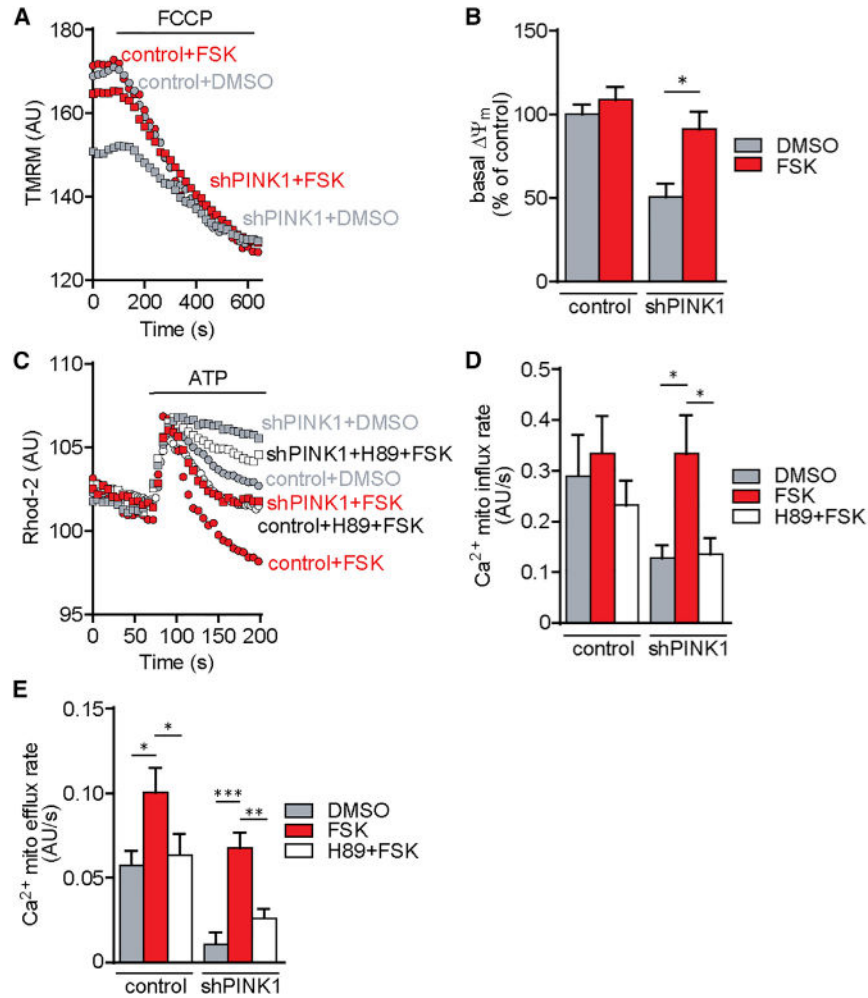 A
FCCP
180
160
140
120
TMRM (AU)
control+FSK
control+DMSO
shPINK1+FSK
shPINK1+DMSO
0 200 400 600
Time (s)
B
150
100
50
0
basal ΔΨm
(% of control)
*
DMSO
FSK
control shPINK1
C
ATP
110
105
100
95
Rhod-2 (AU)
shPINK1+DMSO
shPINK1+H89+FSK
control+DMSO
shPINK1+FSK
control+H89+FSK
control+FSK
0 50 100 150 200
Time (s)
D
0.5
0.4
0.3
0.2
0.1
0
Ca2+ mito influx rate
(AU/s)
* *
DMSO
FSK
H89+FSK
control shPINK1
E
0.15
0.10
0.05
0
Ca2+ mito efflux rate
(AU/s)
* *
*** **
DMSO
FSK
H89+FSK
control shPINK1